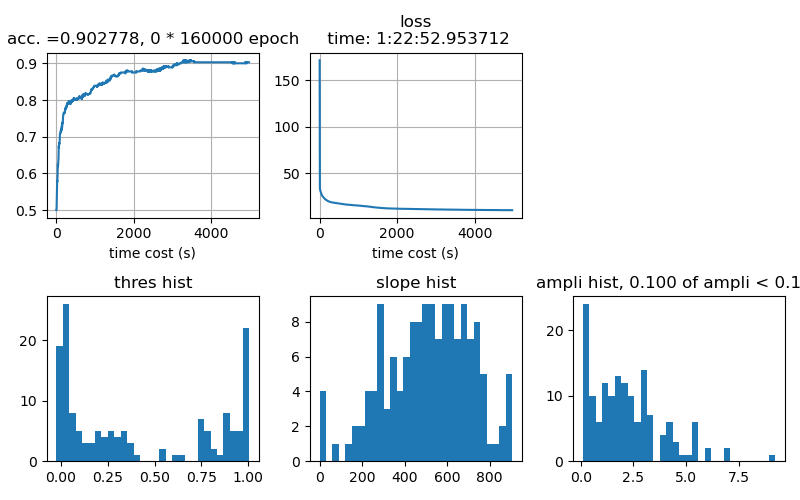 acc. =0.902778, 0 * 160000 epoch
0.9
0.8
0.7
0.6
0.5
0 2000 4000
time cost (s)
loss
time: 1:22:52.953712
150
100
50
0 2000 4000
time cost (s)
thres hist
20
10
0
0.00 0.25 0.50 0.75 1.00
slope hist
8
6
4
2
0
0 200 400 600 800
ampli hist, 0.100 of ampli < 0.1
20
10
0
0.0 2.5 5.0 7.5